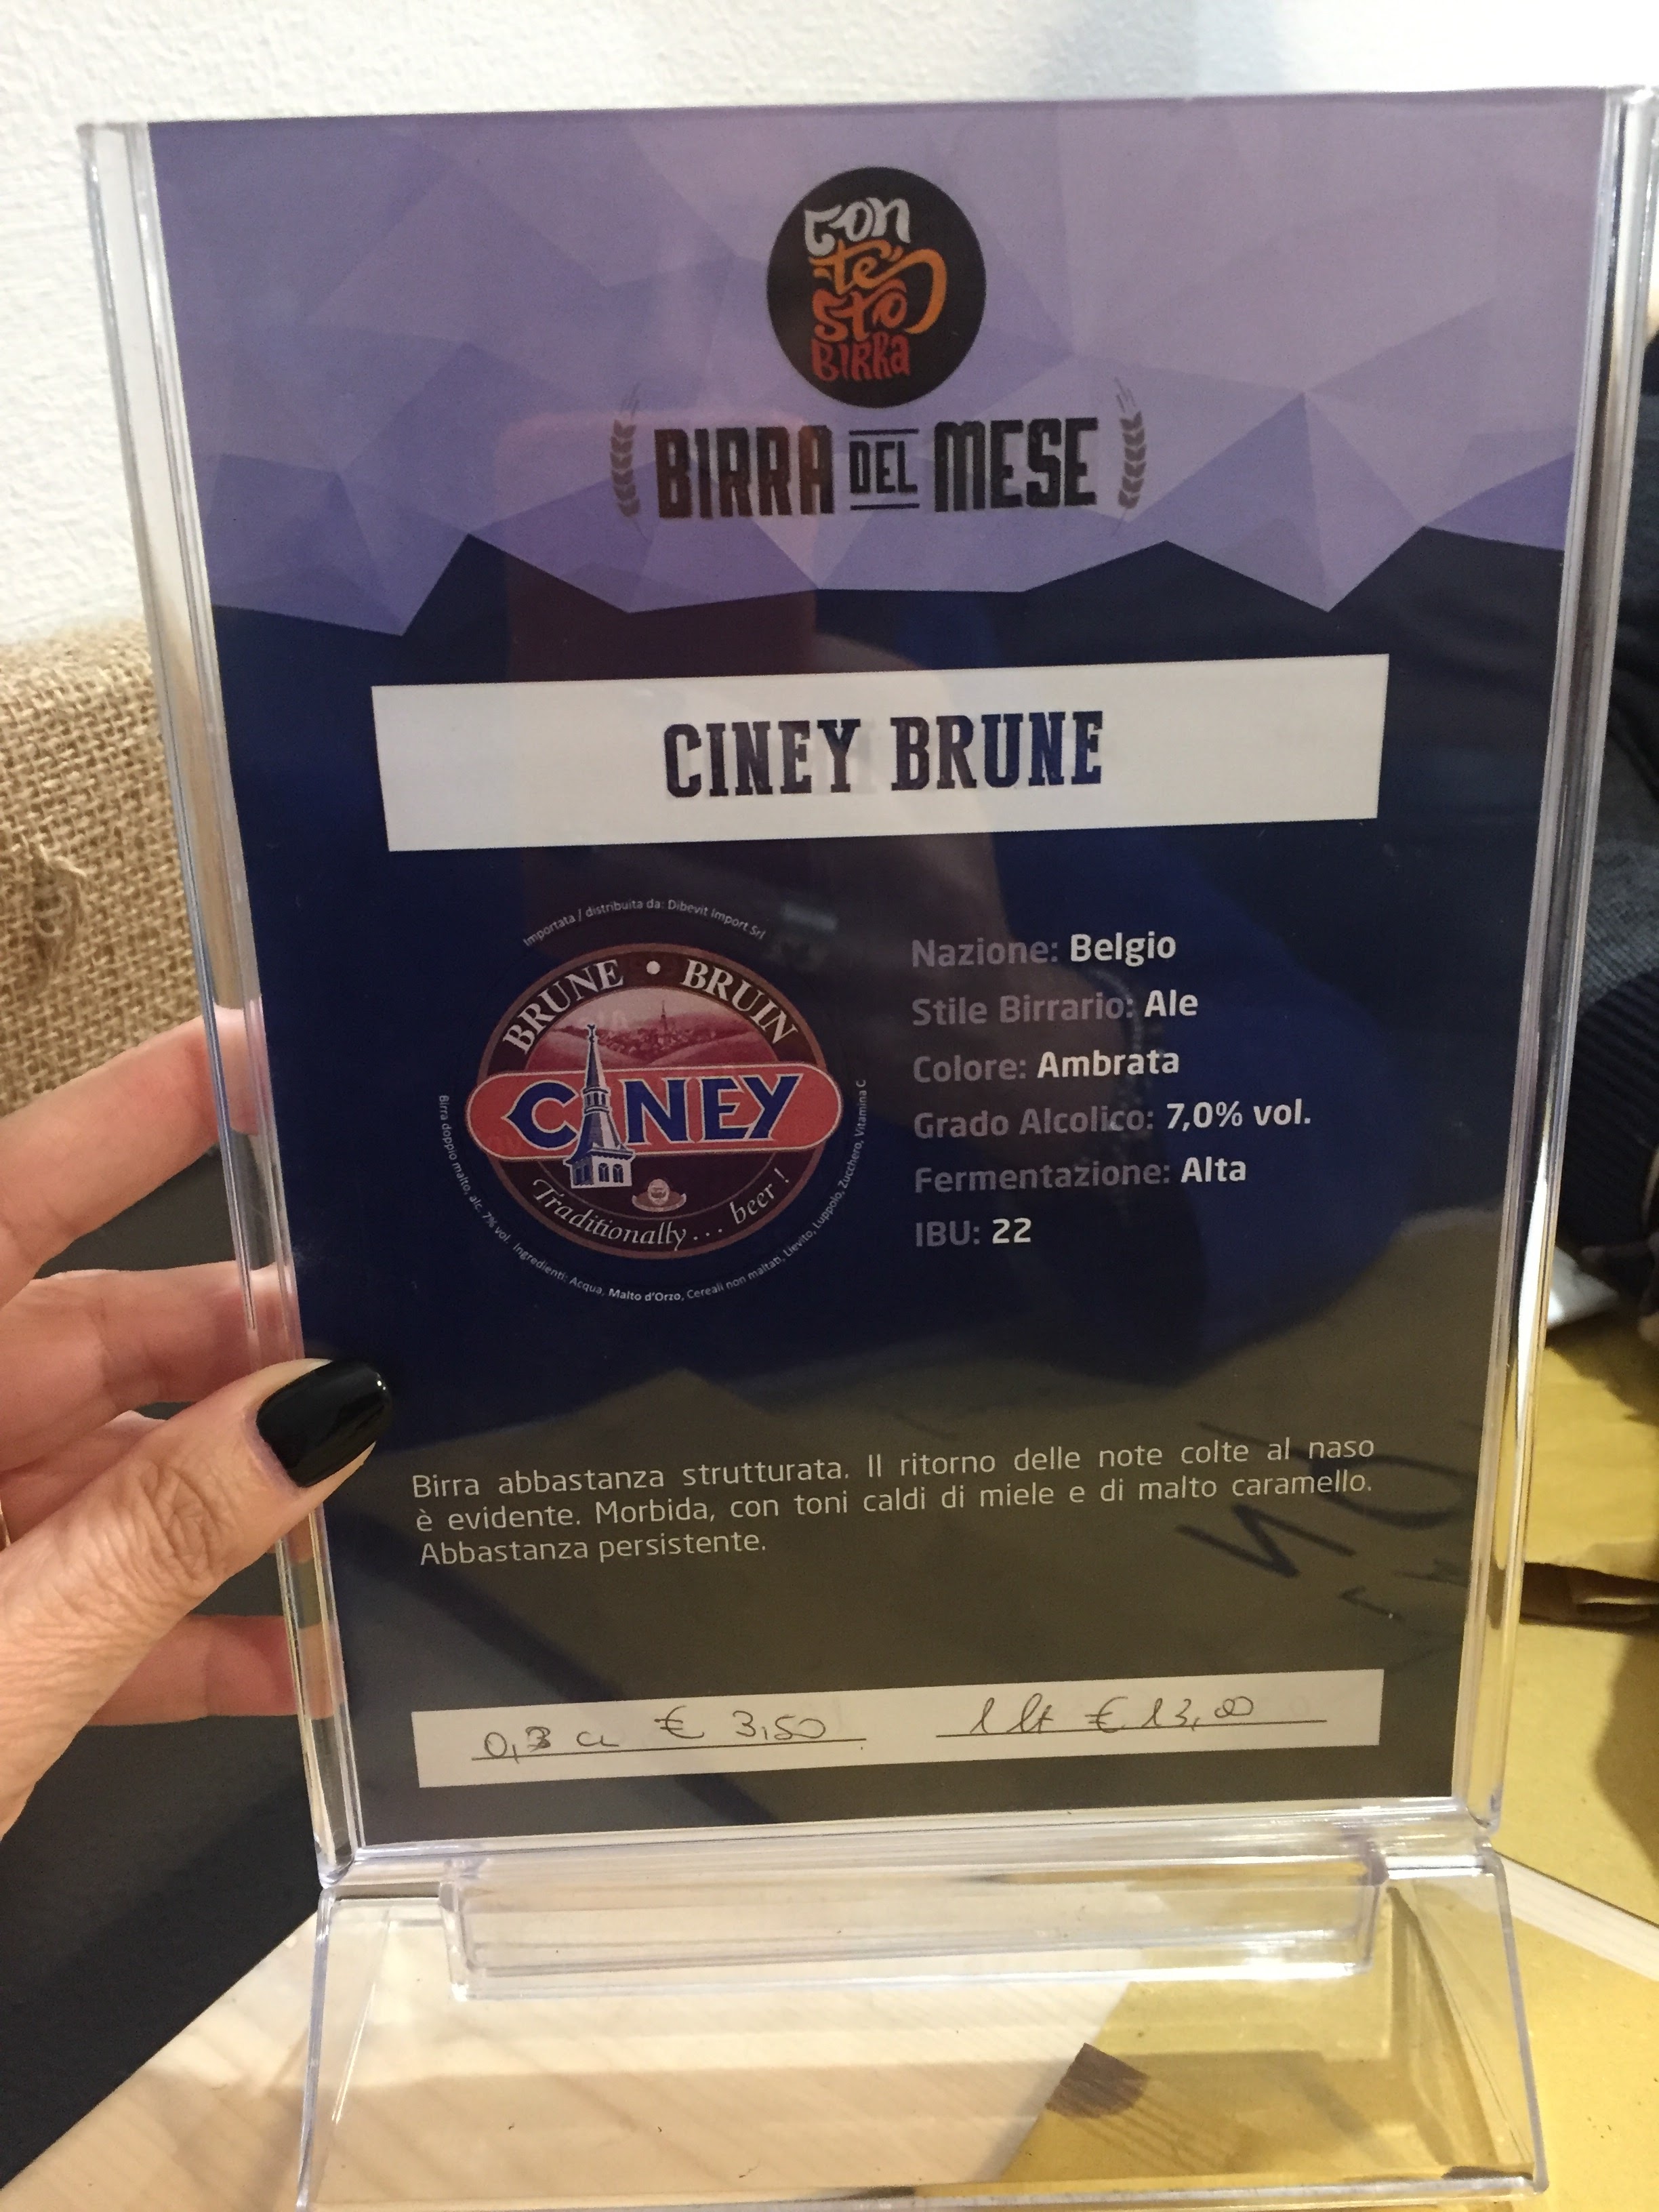 Con
te
sto
BIRRa
BIRRA DEL MESE
CINEY BRUNE
Importata / distribuita da: Dibevit Import Srl
BRUNE • BRUIN
CINEY
Traditionally... beer !
Birra doppio malto, alc. 7% vol. Ingredienti: Acqua, Malto d'Orzo, Cereali non maltati, Lievito, Luppolo, Zucchero, Vitamina C
Nazione: Belgio
Stile Birrario: Ale
Colore: Ambrata
Grado Alcolico: 7,0% vol.
Fermentazione: Alta
IBU: 22
Birra abbastanza strutturata. Il ritorno delle note colte al naso
è evidente. Morbida, con toni caldi di miele e di malto caramello.
Abbastanza persistente.
0,3 cl € 3,50 1 lt € 13,00